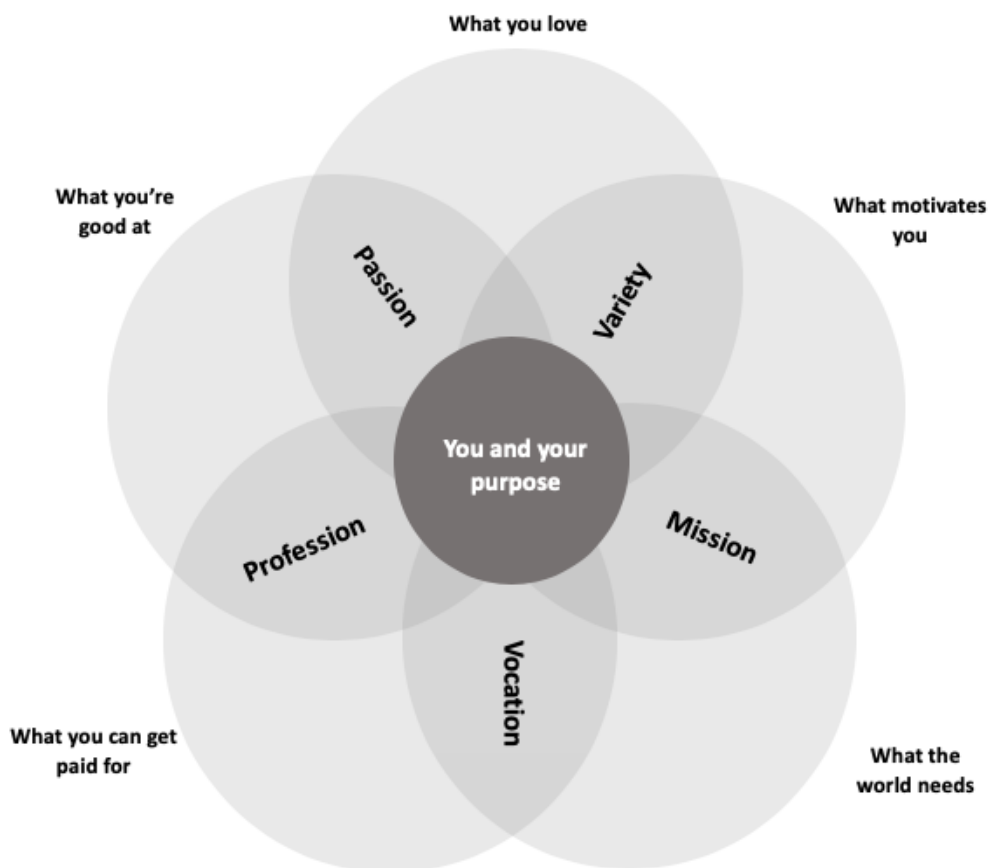 What you love
What you’re
good at
What motivates
you
Passion
Variety
You and your
purpose
Profession
Mission
Vocation
What you can get
paid for
What the
world needs